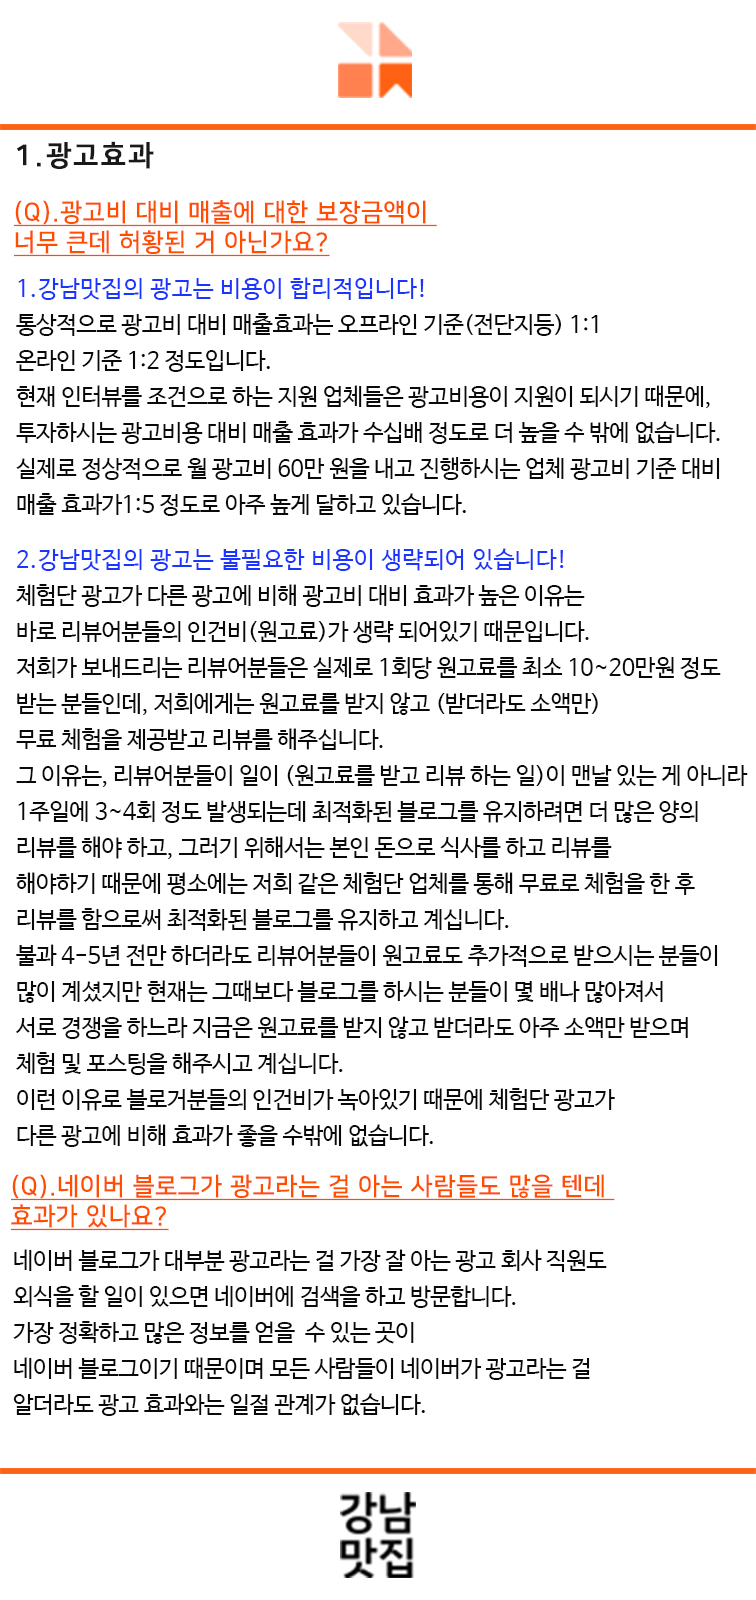 1.광고효과
(Q).광고비 대비 매출에 대한 보장금액이
너무 큰데 허황된 거 아닌가요?
1.강남맛집의 광고는 비용이 합리적입니다!
통상적으로 광고비 대비 매출효과는 오프라인 기준(전단지등) 1:1
온라인 기준 1:2 정도입니다.
현재 인터뷰를 조건으로 하는 지원 업체들은 광고비용이 지원이 되시기 때문에,
투자하시는 광고비용 대비 매출 효과가 수십배 정도로 더 높을 수 밖에 없습니다.
실제로 정상적으로 월 광고비 60만 원을 내고 진행하시는 업체 광고비 기준 대비
매출 효과가1:5 정도로 아주 높게 달하고 있습니다.
2.강남맛집의 광고는 불필요한 비용이 생략되어 있습니다!
체험단 광고가 다른 광고에 비해 광고비 대비 효과가 높은 이유는
바로 리뷰어분들의 인건비(원고료)가 생략 되어있기 때문입니다.
저희가 보내드리는 리뷰어분들은 실제로 1회당 원고료를 최소 10~20만원 정도
받는 분들인데, 저희에게는 원고료를 받지 않고 (받더라도 소액만)
무료 체험을 제공받고 리뷰를 해주십니다.
그 이유는, 리뷰어분들이 일이 (원고료를 받고 리뷰 하는 일)이 맨날 있는 게 아니라
1주일에 3~4회 정도 발생되는데 최적화된 블로그를 유지하려면 더 많은 양의
리뷰를 해야 하고, 그러기 위해서는 본인 돈으로 식사를 하고 리뷰를
해야하기 때문에 평소에는 저희 같은 체험단 업체를 통해 무료로 체험을 한 후
리뷰를 함으로써 최적화된 블로그를 유지하고 계십니다.
불과 4-5년 전만 하더라도 리뷰어분들이 원고료도 추가적으로 받으시는 분들이
많이 계셨지만 현재는 그때보다 블로그를 하시는 분들이 몇 배나 많아져서
서로 경쟁을 하느라 지금은 원고료를 받지 않고 받더라도 아주 소액만 받으며
체험 및 포스팅을 해주시고 계십니다.
이런 이유로 블로거분들의 인건비가 녹아있기 때문에 체험단 광고가
다른 광고에 비해 효과가 좋을 수밖에 없습니다.
(Q).네이버 블로그가 광고라는 걸 아는 사람들도 많을 텐데
효과가 있나요?
네이버 블로그가 대부분 광고라는 걸 가장 잘 아는 광고 회사 직원도
외식을 할 일이 있으면 네이버에 검색을 하고 방문합니다.
가장 정확하고 많은 정보를 얻을 수 있는 곳이
네이버 블로그이기 때문이며 모든 사람들이 네이버가 광고라는 걸
알더라도 광고 효과와는 일절 관계가 없습니다.
강남
맛집